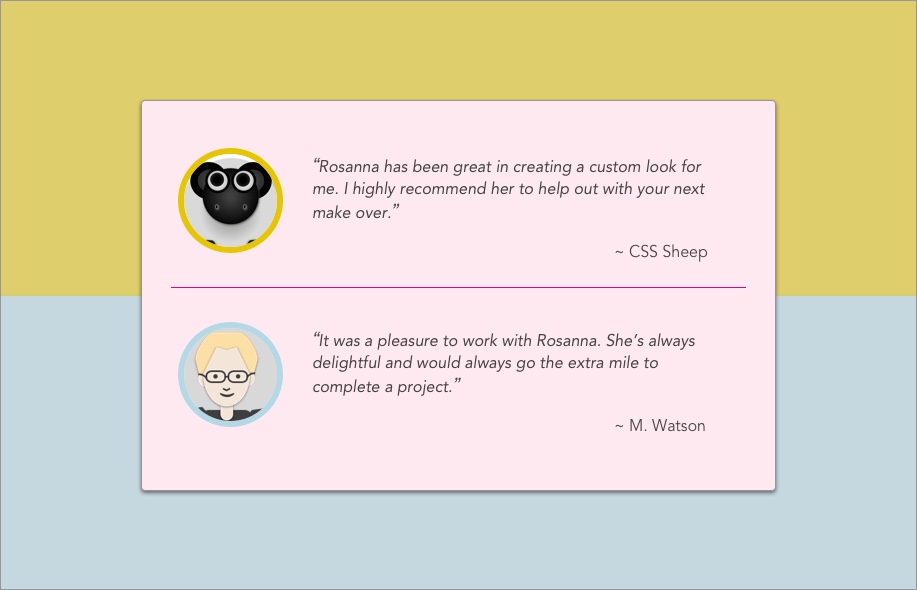 “Rosanna has been great in creating a custom look for
me. I highly recommend her to help out with your next
make over.”
~ CSS Sheep
“It was a pleasure to work with Rosanna. She’s always
delightful and would always go the extra mile to
complete a project.”
~ M. Watson